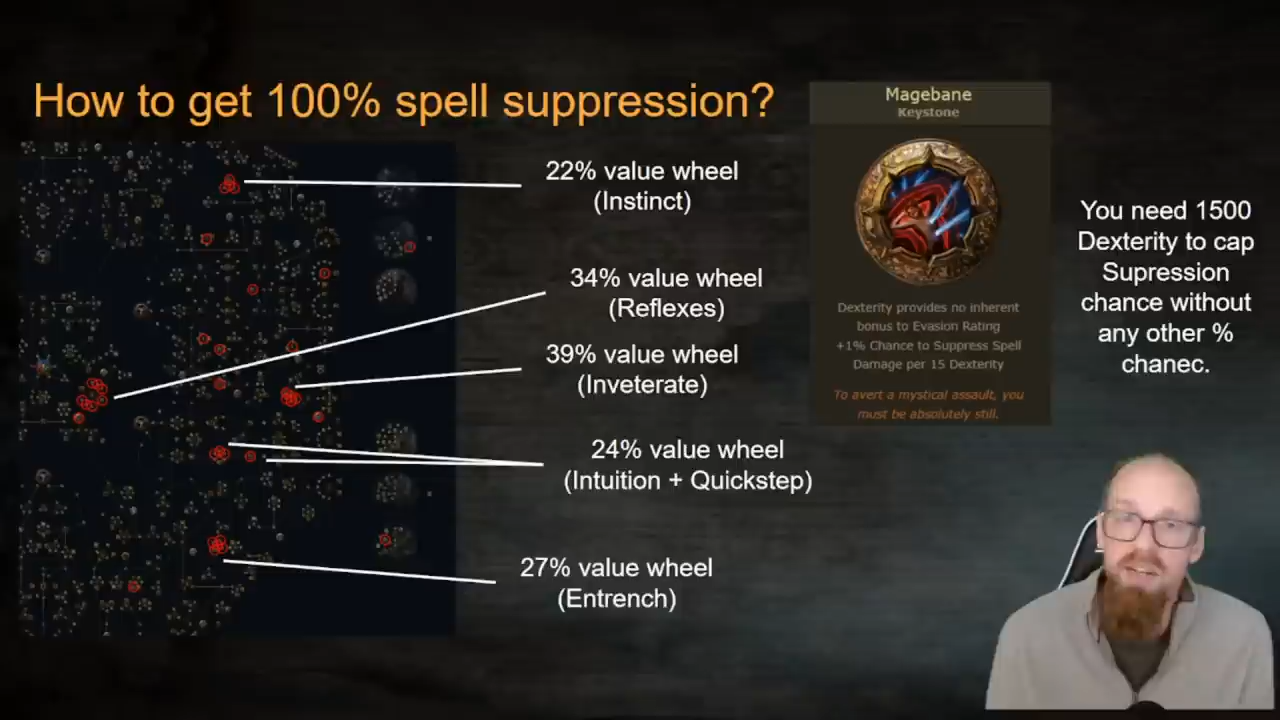 How to get 100% spell suppression?
22% value wheel
(Instinct)
34% value wheel
(Reflexes)
39% value wheel
(Inveterate)
24% value wheel
(Intuition + Quickstep)
27% value wheel
(Entrench)
Magebane
Keystone
Dexterity provides no inherent
bonus to Evasion Rating
+1% Chance to Suppress Spell
Damage per 15 Dexterity
To avert a mystical assault, you
must be absolutely still.
You need 1500
Dexterity to cap
Supression
chance without
any other %
chanec.